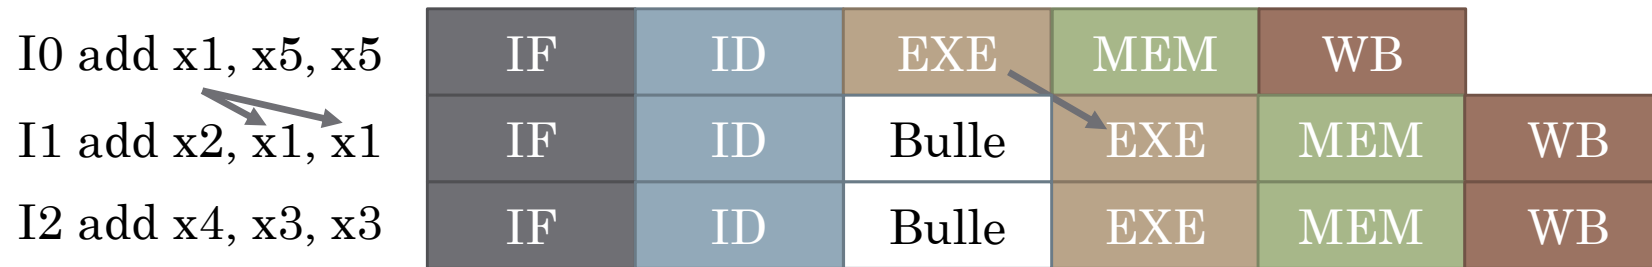 I0 add x1, x5, x5 IF ID EXE MEM WB
I1 add x2, x1, x1 IF ID Bulle EXE MEM WB
I2 add x4, x3, x3 IF ID Bulle EXE MEM WB